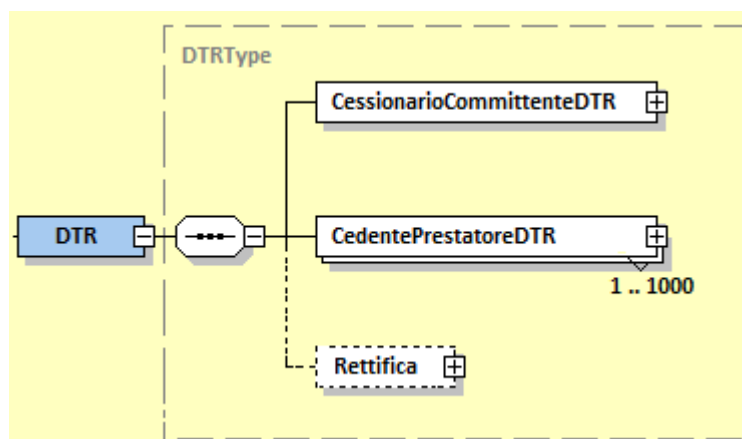 DTRType
CessionarioCommittenteDTR
DTR
CedentePrestatoreDTR
1 .. 1000
Rettifica